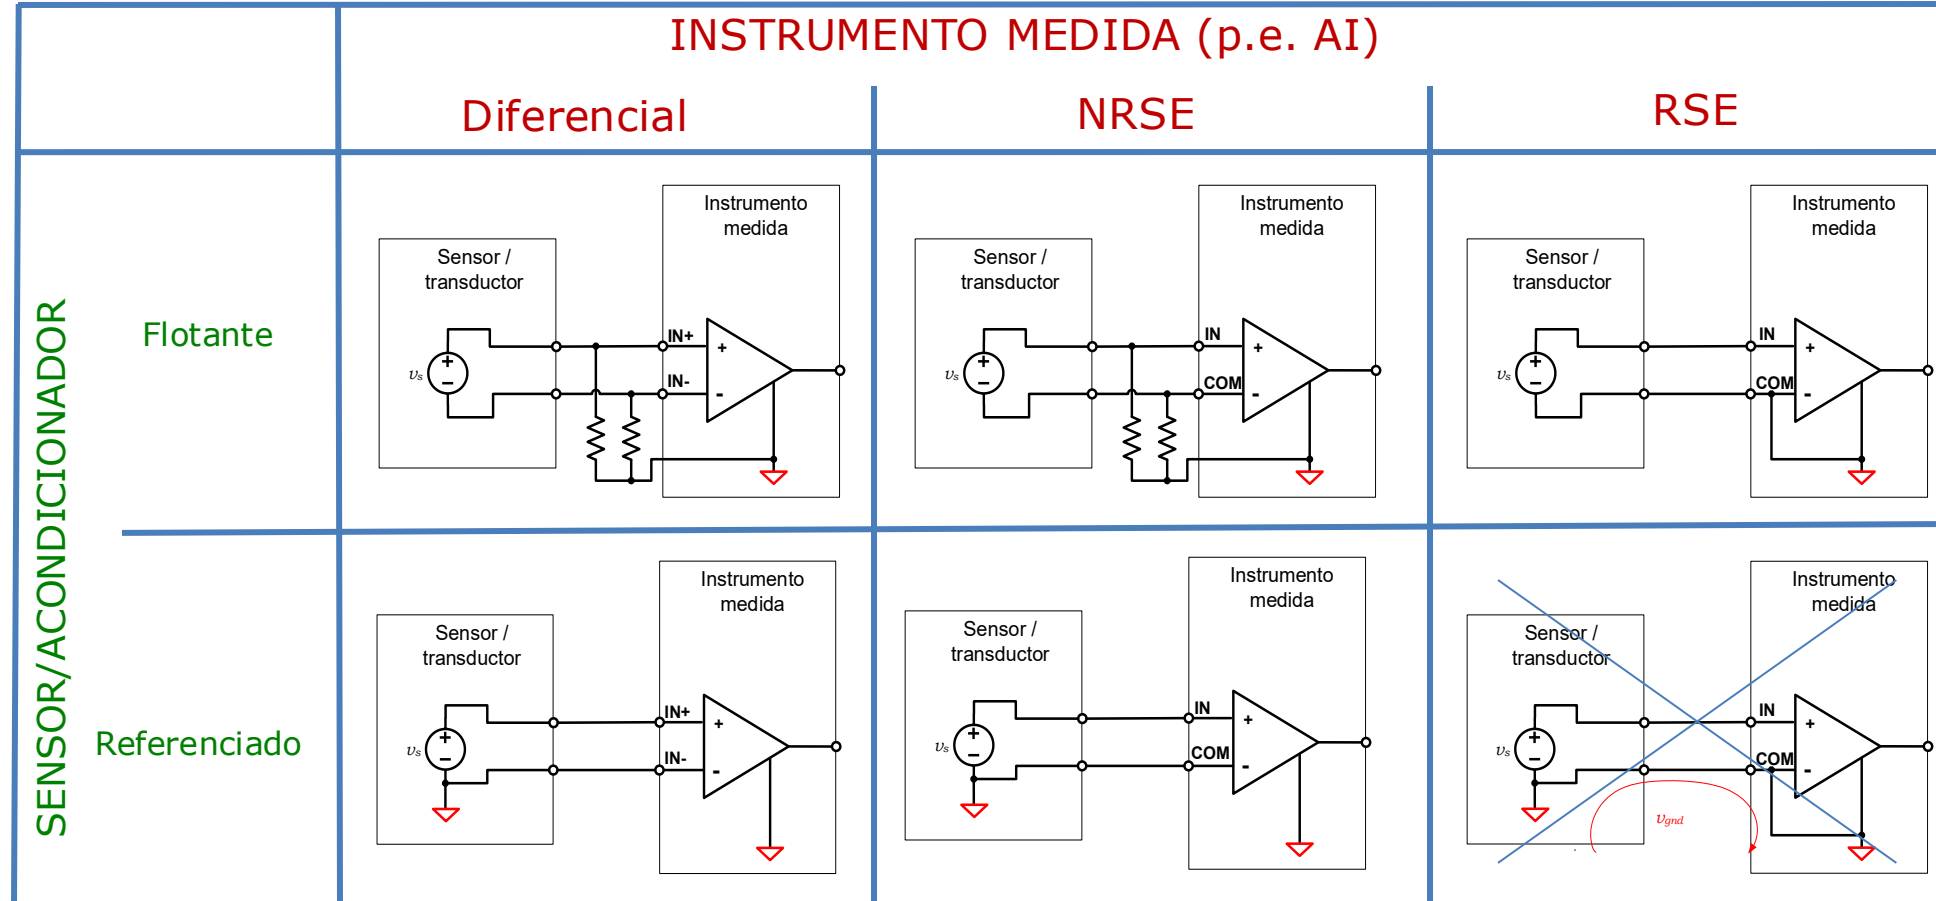 INSTRUMENTO MEDIDA (p.e. AI)
Diferencial
NRSE
RSE
SENSOR/ACONDICIONADOR
Flotante
Instrumento
medida
Sensor /
transductor
IN+
IN-
+
-
+
−
vs
Instrumento
medida
Sensor /
transductor
IN
COM
+
-
+
−
vs
Instrumento
medida
Sensor /
transductor
IN
COM
+
-
+
−
vs
Referenciado
Instrumento
medida
Sensor /
transductor
IN+
IN-
+
-
+
−
vs
Instrumento
medida
Sensor /
transductor
IN
COM
+
-
+
−
vs
Instrumento
medida
Sensor /
transductor
IN
COM
+
-
+
−
vs
vgnd